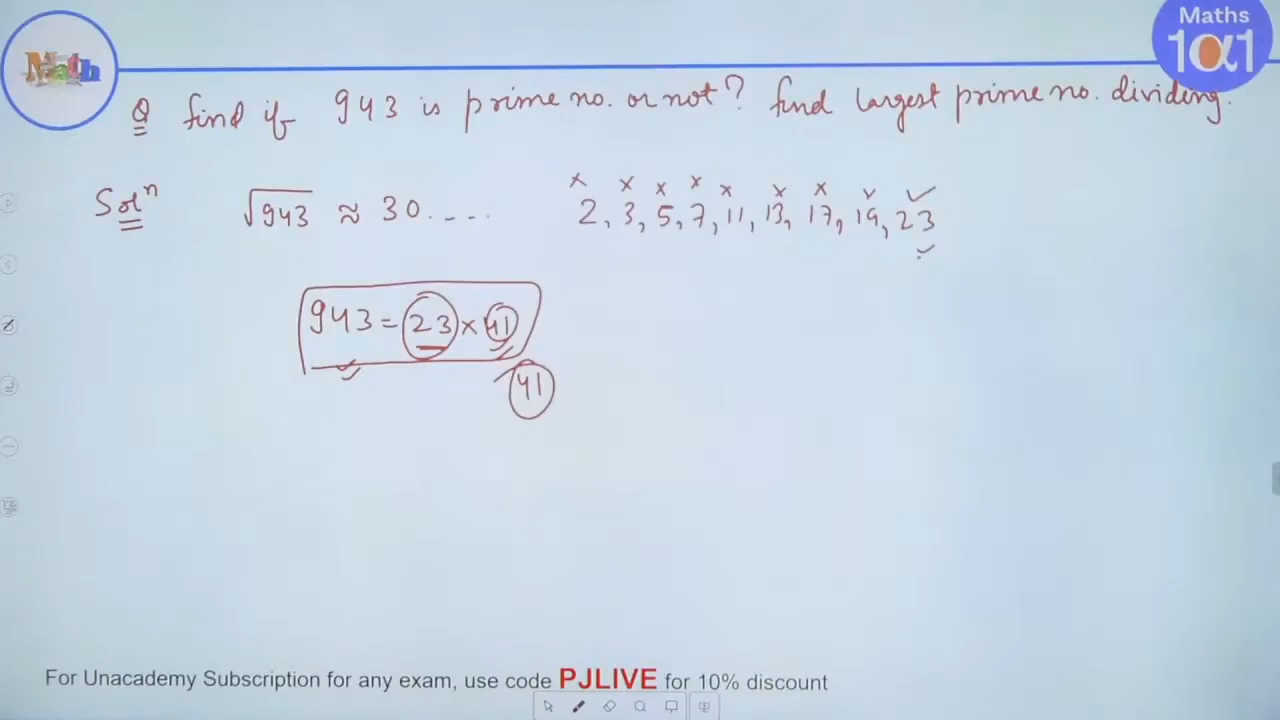 Math
Maths
1α1
Q find if 943 is prime no. or not? find largest prime no. dividing.
Solⁿ √943 ≈ 30.... 2, 3, 5, 7, 11, 13, 17, 19, 23
943 = 23 × 41
41
For Unacademy Subscription for any exam, use code PJLIVE for 10% discount